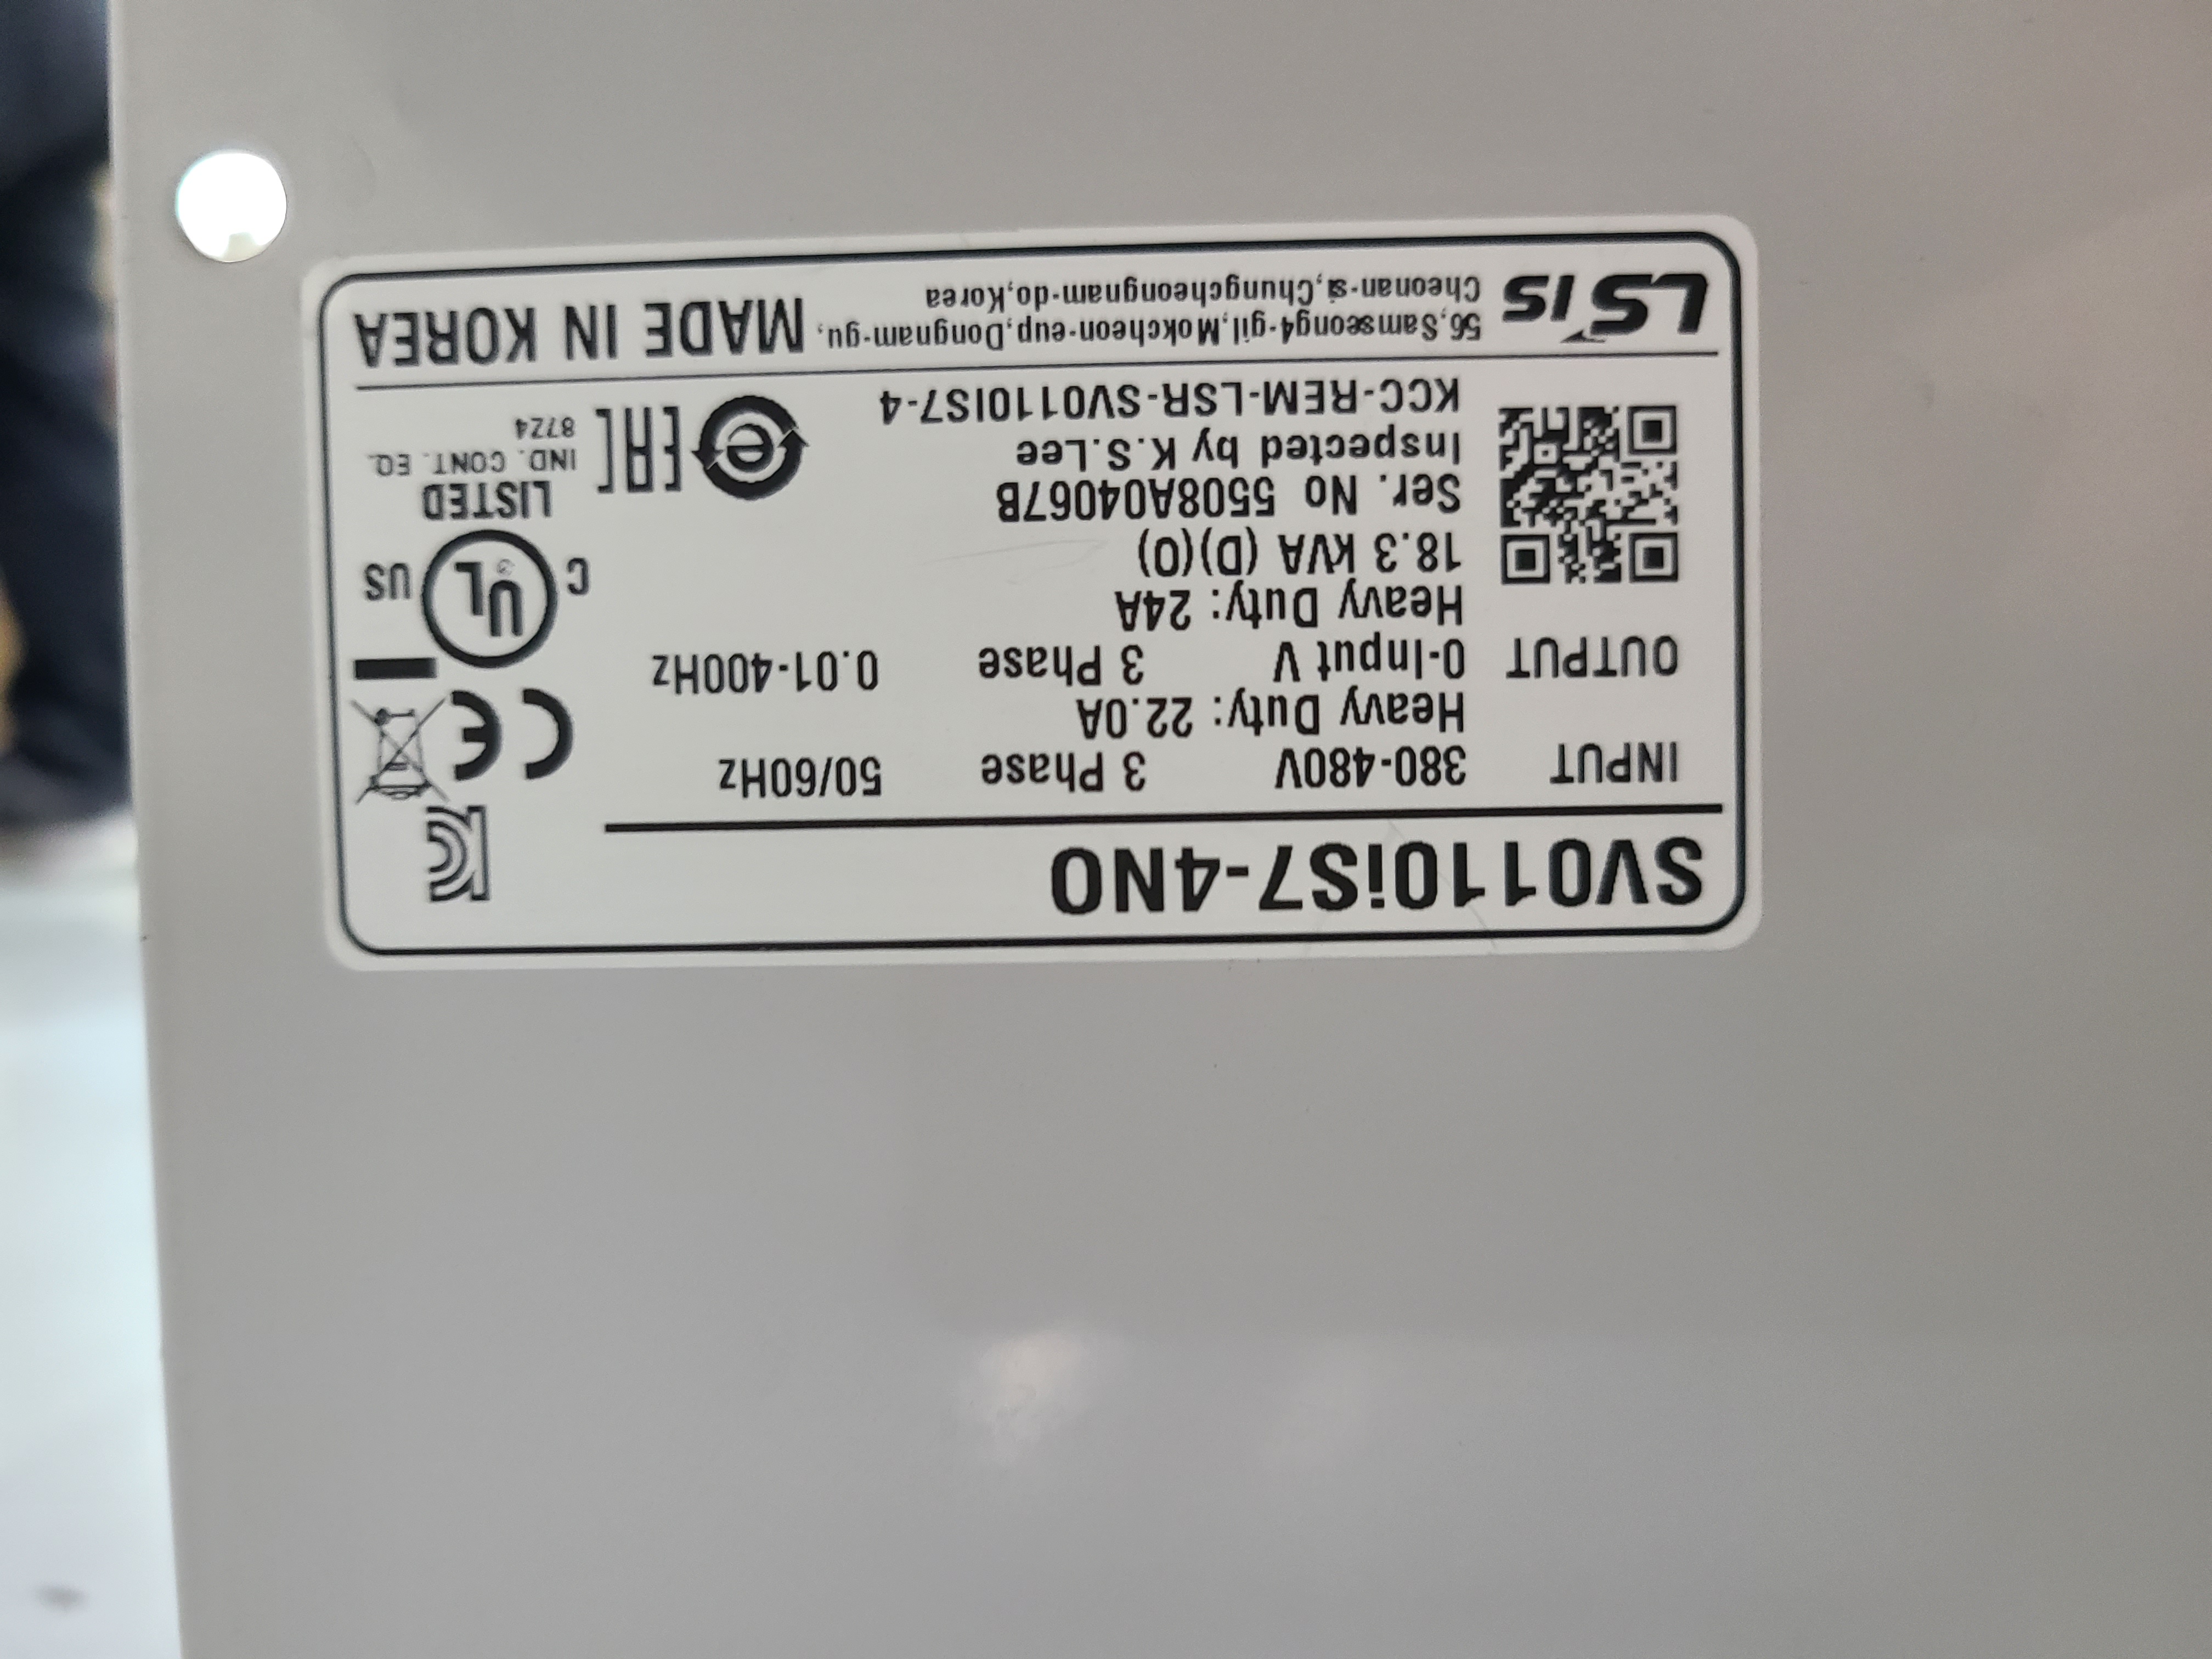 SV0110iS7-4NO
INPUT 380-480V 3 Phase 50/60Hz
Heavy Duty: 22.0A
OUTPUT 0-Input V 3 Phase 0.01-400Hz
Heavy Duty: 24A
18.3 kVA (D)(O)
Ser. No 5508A04067B
Inspected by K.S.Lee
KCC-REM-LSR-SV0110IS7-4
CE
C UL US
LISTED
IND. CONT. EQ.
8724
EAC
e
LSIS
56,Samseong4-gil,Mokcheon-eup,Dongnam-gu,
Cheonan-si,Chungcheongnam-do,Korea
MADE IN KOREA